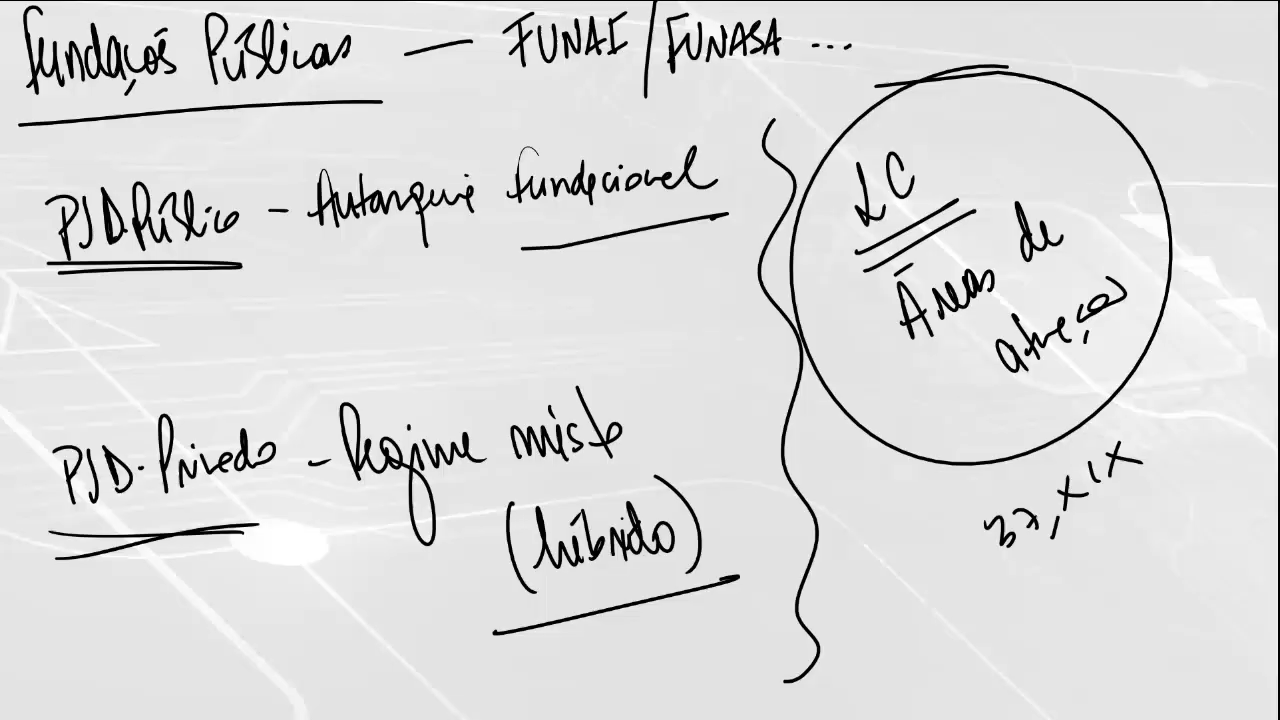 Fundações Públicas — FUNAI / FUNASA ...
PJD.Público - Autarquia fundacional
PJD. Privado - Regime misto
(híbrido)
LC
Áreas de
atuação
37, XIX